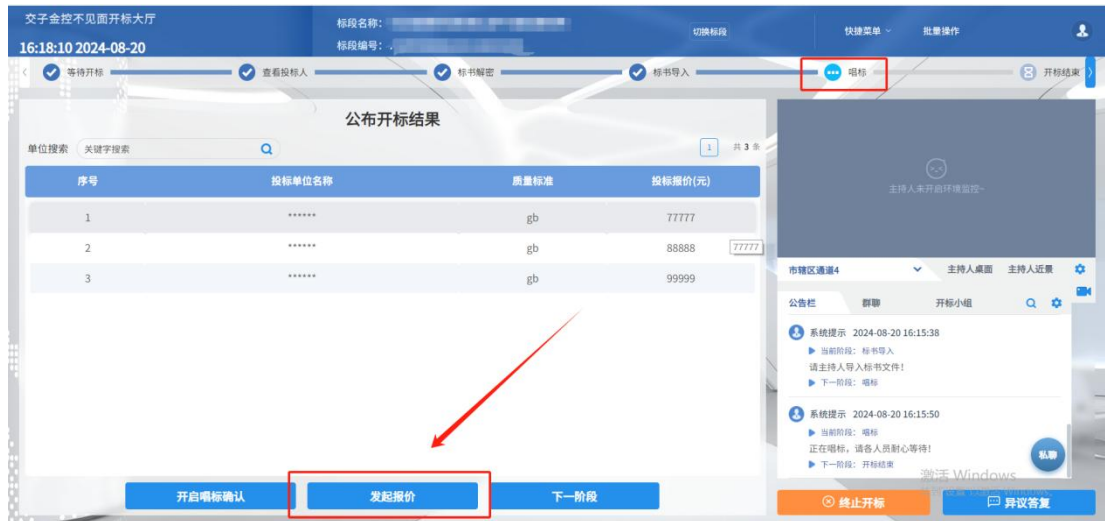 交子金控不见面开标大厅
16:18:10 2024-08-20
标段名称：
标段编号：
切换标段
快捷菜单
批量操作
等待开标
查看投标人
标书解密
标书导入
唱标
开标结束
公布开标结果
单位搜索 关键字搜索
1 共 3 条
序号 投标单位名称 质量标准 投标报价(元)
1 ****** gb 77777
2 ****** gb 88888
77777
3 ****** gb 99999
开启唱标确认
发起报价
下一阶段
主持人未开启环境监控~
市辖区通道4 主持人桌面 主持人近景
公告栏 群聊 开标小组
系统提示 2024-08-20 16:15:38
当前阶段：标书导入
请主持人导入标书文件！
下一阶段：唱标
系统提示 2024-08-20 16:15:50
当前阶段：唱标
正在唱标，请各人员耐心等待！
下一阶段：开标结束
私聊
激活 Windows
终止开标
异议答复